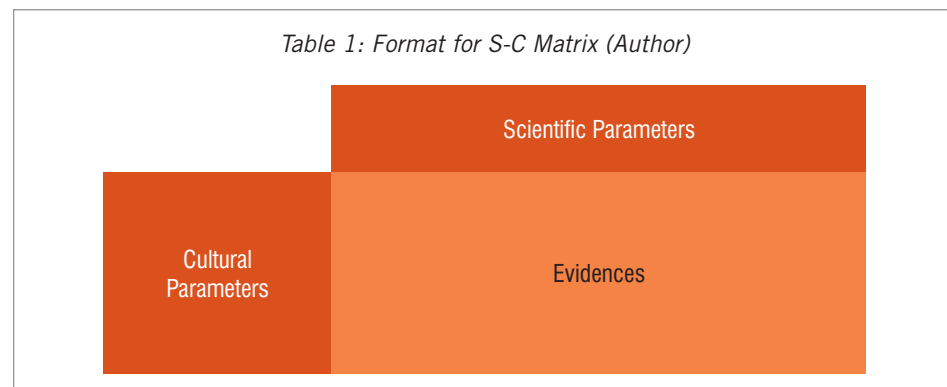 Table 1: Format for S-C Matrix (Author)
Scientific Parameters
Cultural
Parameters
Evidences